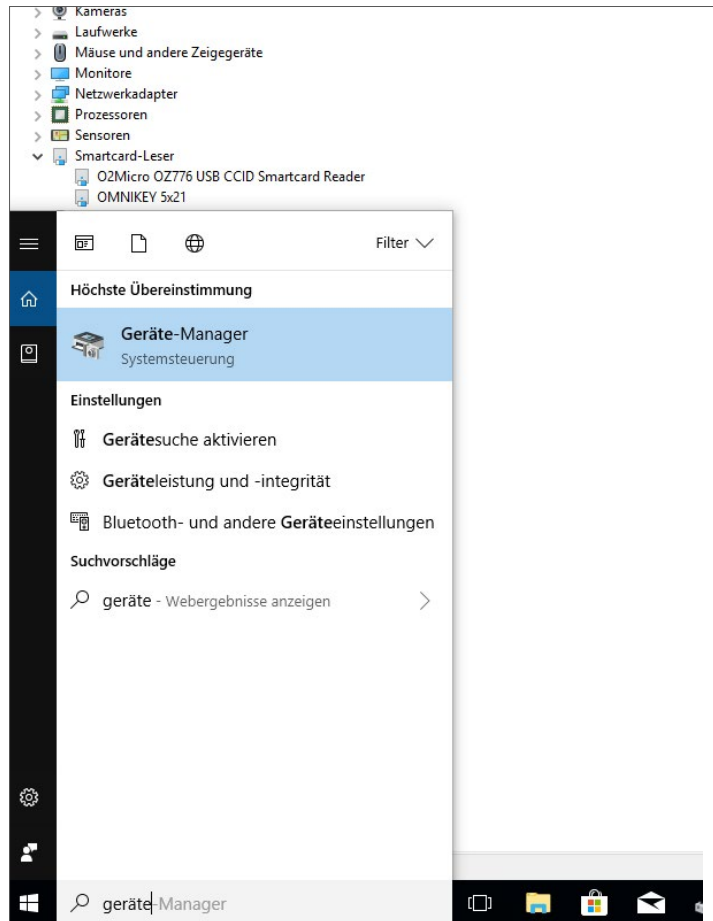 Kameras
Laufwerke
Mäuse und andere Zeigegeräte
Monitore
Netzwerkadapter
Prozessoren
Sensoren
Smartcard-Leser
O2Micro OZ776 USB CCID Smartcard Reader
OMNIKEY 5x21
Filter
Höchste Übereinstimmung
Geräte-Manager
Systemsteuerung
Einstellungen
Gerätesuche aktivieren
Geräteleistung und -integrität
Bluetooth- und andere Geräteeinstellungen
Suchvorschläge
geräte - Webergebnisse anzeigen
geräte-Manager